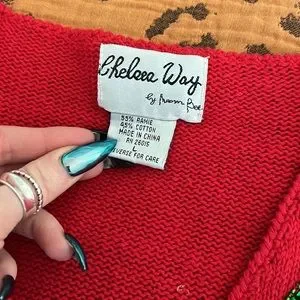 Chelsea Way
by
55% RAMIE
45% COTTON
MADE IN CHINA
RN 26015
L
REVERSE FOR CARE